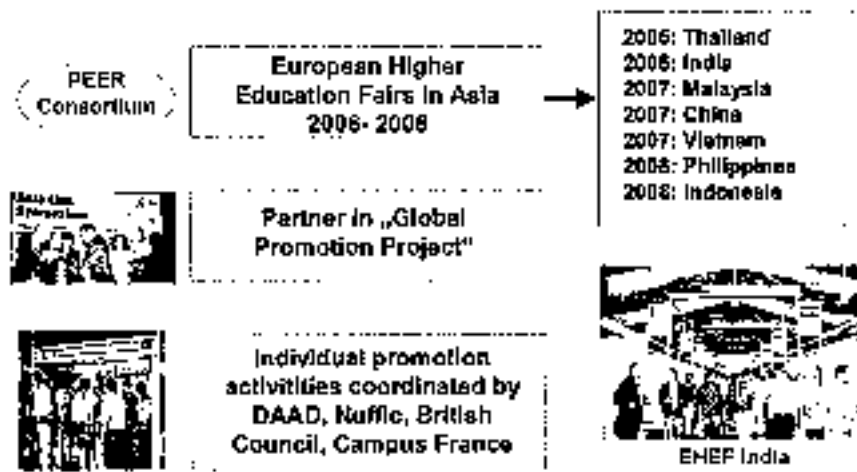 PEER
Consortium
European Higher
Education Fairs in Asia
2006- 2008
2006: Thailand
2006: India
2007: Malaysia
2007: China
2007: Vietnam
2008: Philippines
2008: Indonesia
Partner in „Global
Promotion Project“
Individual promotion
activitities coordinated by
DAAD, Nuffic, British
Council, Campus France
EHEF India